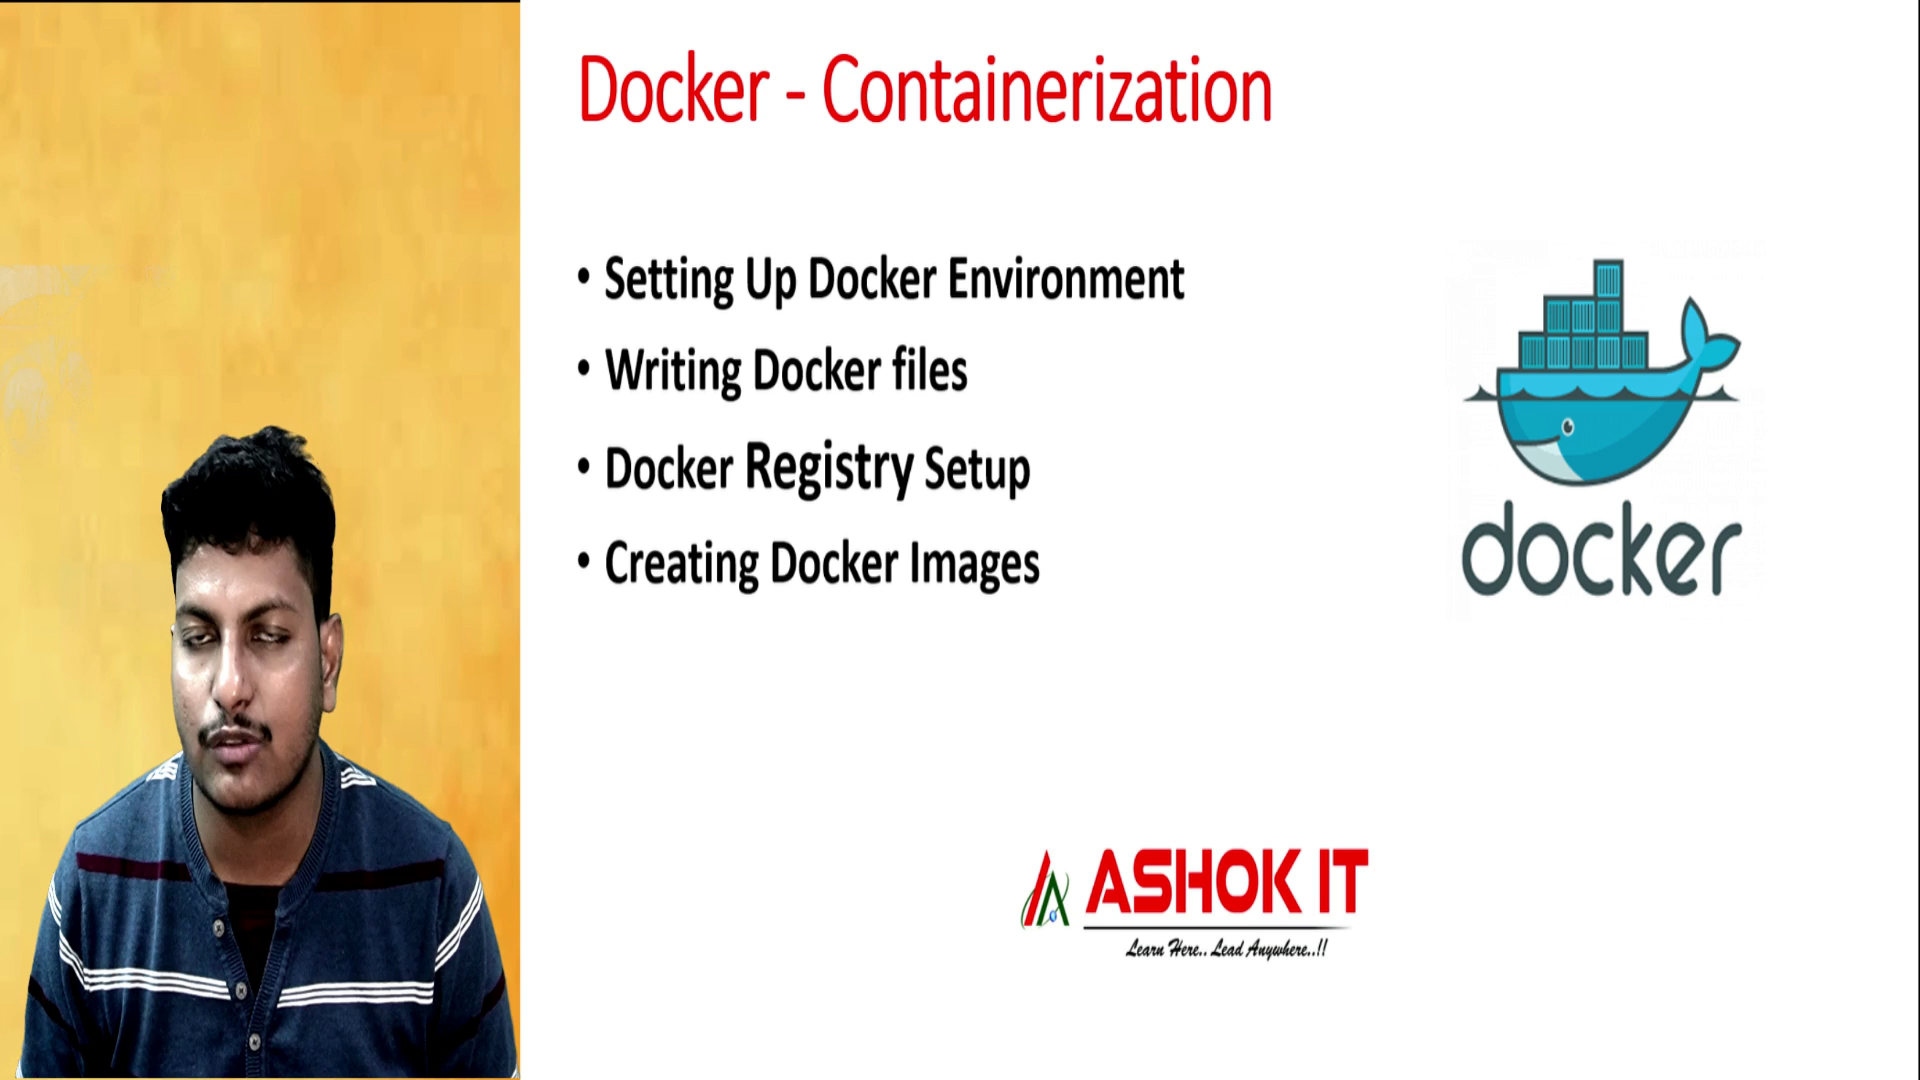 Docker - Containerization
• Setting Up Docker Environment
• Writing Docker files
• Docker Registry Setup
• Creating Docker Images
docker
ASHOK IT
Learn Here.. Lead Anywhere..!!